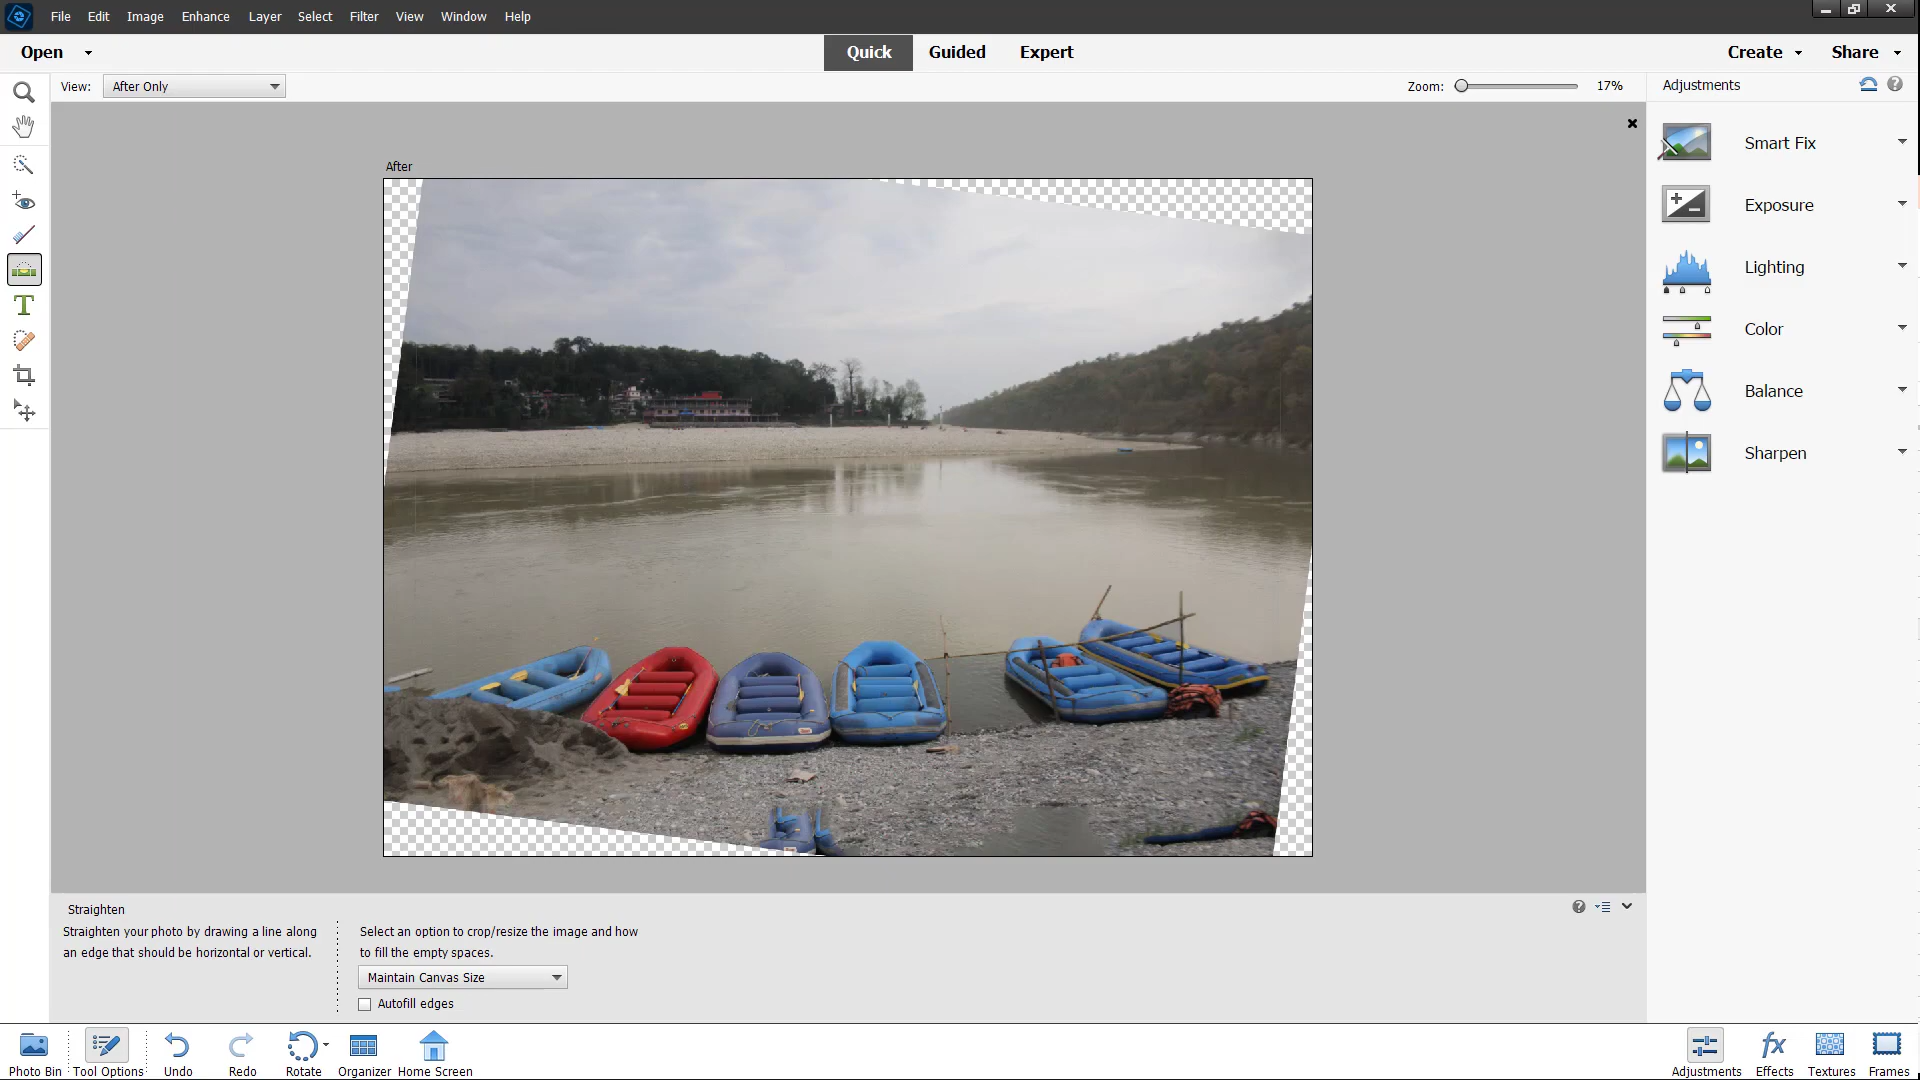 File Edit Image Enhance Layer Select Filter View Window Help
Open Quick Guided Expert Create Share
View: After Only Zoom: 17% Adjustments
After
Smart Fix
Exposure
Lighting
Color
Balance
Sharpen
Straighten
Straighten your photo by drawing a line along
an edge that should be horizontal or vertical.
Select an option to crop/resize the image and how
to fill the empty spaces.
Maintain Canvas Size
Autofill edges
Photo Bin Tool Options Undo Redo Rotate Organizer Home Screen Adjustments Effects Textures Frames